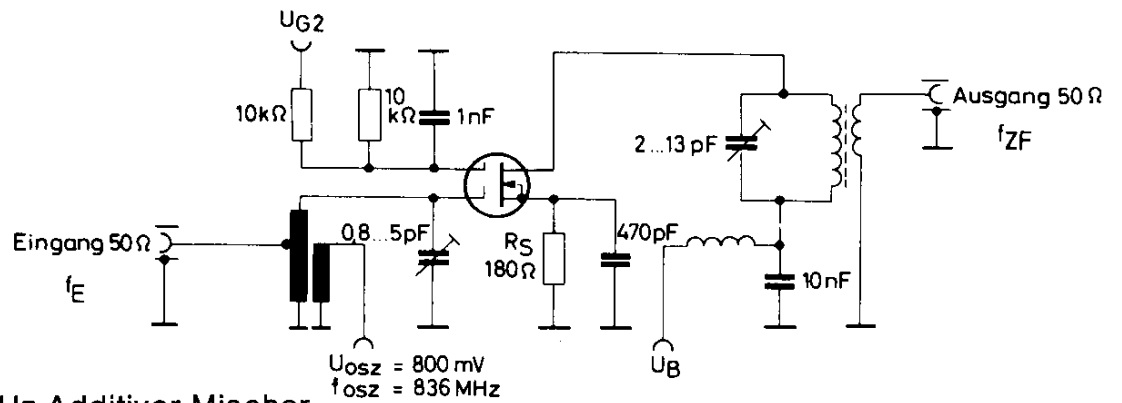 UG2
10kΩ
10
kΩ
1nF
2...13 pF
Ausgang 50Ω
fZF
Eingang 50Ω
fE
0,8...5pF
RS
180Ω
470pF
10nF
Uosz = 800 mV
fosz = 836 MHz
UB
Additiver Mischer